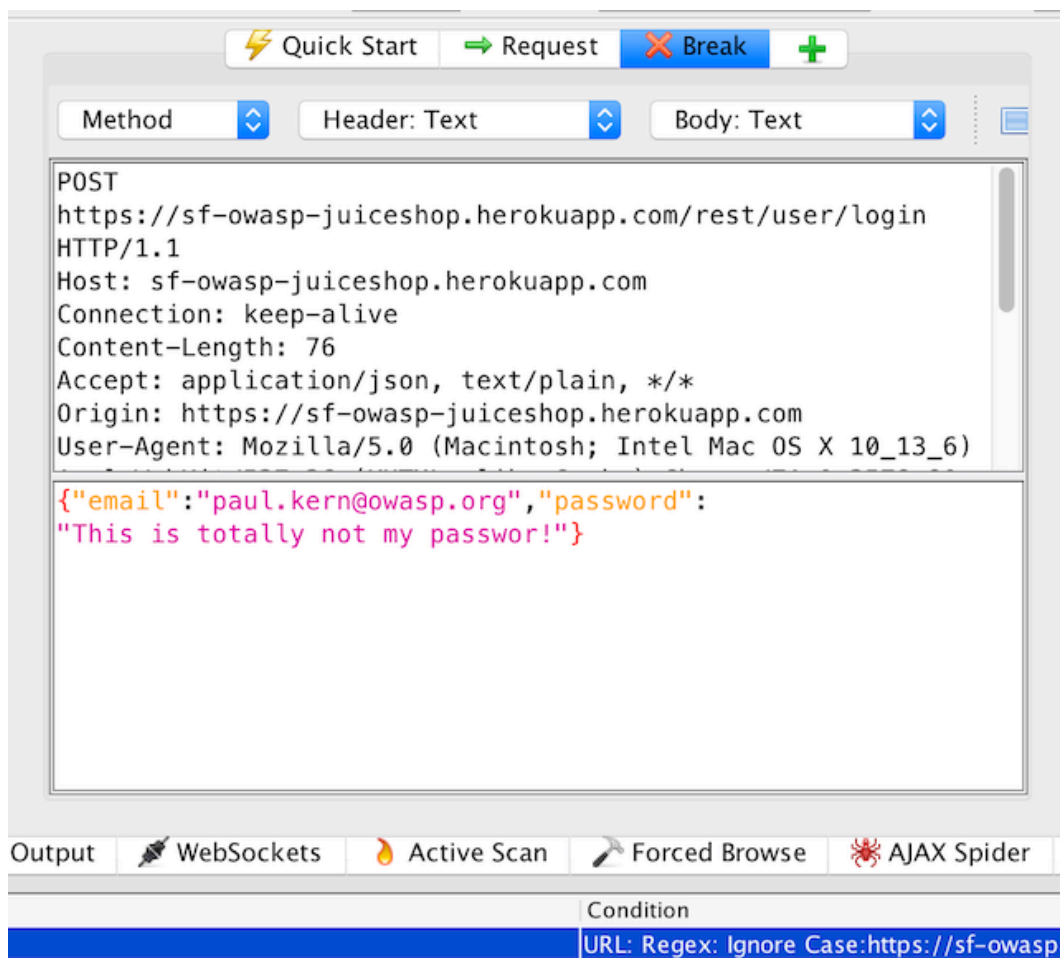 Quick Start Request Break
Method Header: Text Body: Text
POST
https://sf-owasp-juiceshop.herokuapp.com/rest/user/login
HTTP/1.1
Host: sf-owasp-juiceshop.herokuapp.com
Connection: keep-alive
Content-Length: 76
Accept: application/json, text/plain, */*
Origin: https://sf-owasp-juiceshop.herokuapp.com
User-Agent: Mozilla/5.0 (Macintosh; Intel Mac OS X 10_13_6)
{"email":"paul.kern@owasp.org","password":
"This is totally not my passwor!"}
Output WebSockets Active Scan Forced Browse AJAX Spider
Condition
URL: Regex: Ignore Case:https://sf-owasp